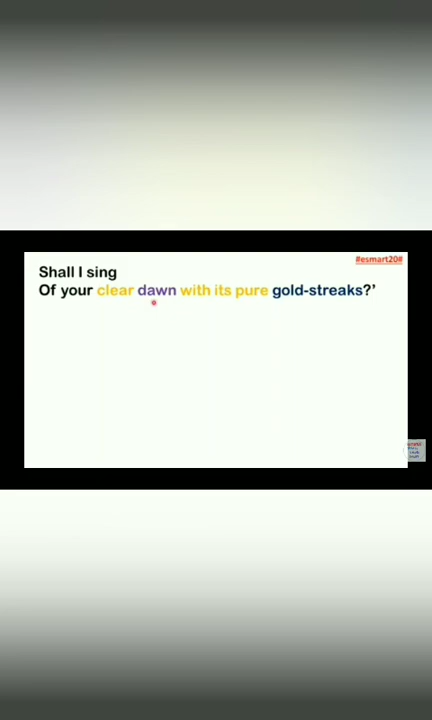 #esmart20#
Shall I sing
Of your clear dawn with its pure gold-streaks?’